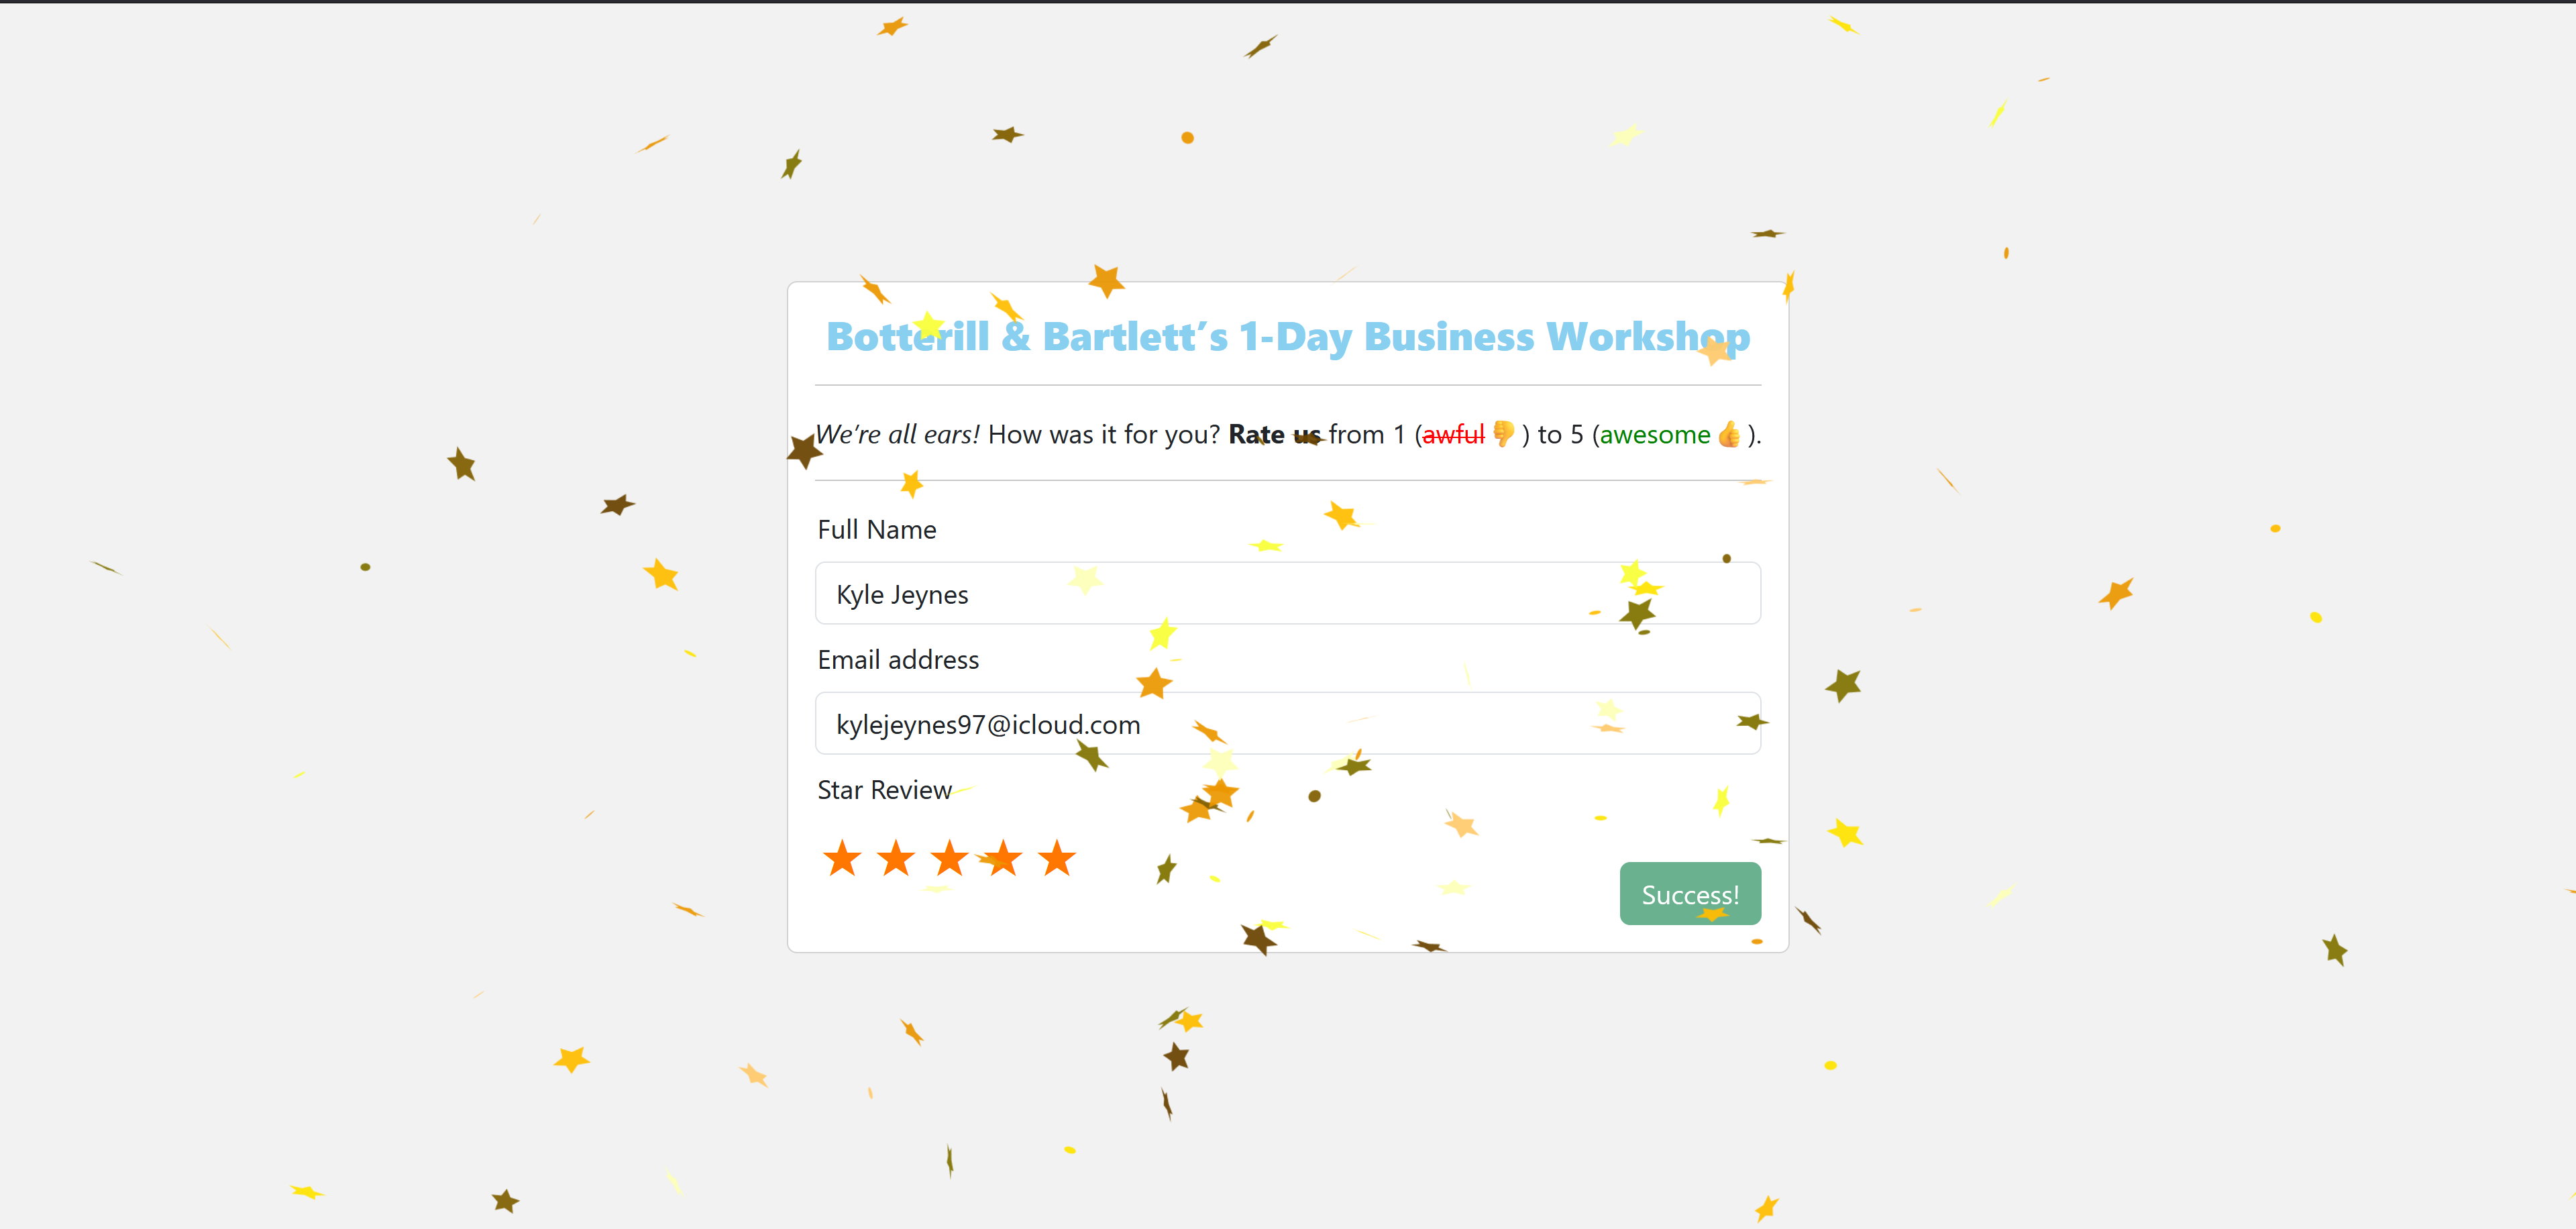 Botterill & Bartlett’s 1-Day Business Workshop
We’re all ears! How was it for you? Rate us from 1 (awful👎) to 5 (awesome👍).
Full Name
Kyle Jeynes
Email address
kylejeynes97@icloud.com
Star Review
Success!